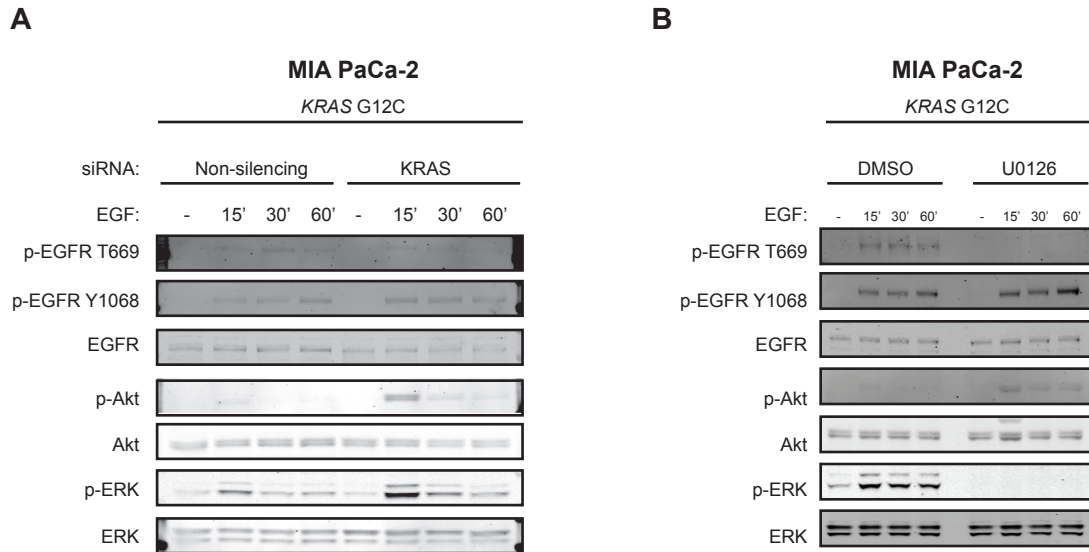 A
MIA PaCa-2
KRAS G12C
siRNA: Non-silencing KRAS
EGF: - 15’ 30’ 60’ - 15’ 30’ 60’
p-EGFR T669
p-EGFR Y1068
EGFR
p-Akt
Akt
p-ERK
ERK
B
MIA PaCa-2
KRAS G12C
DMSO U0126
EGF: - 15’ 30’ 60’ - 15’ 30’ 60’
p-EGFR T669
p-EGFR Y1068
EGFR
p-Akt
Akt
p-ERK
ERK